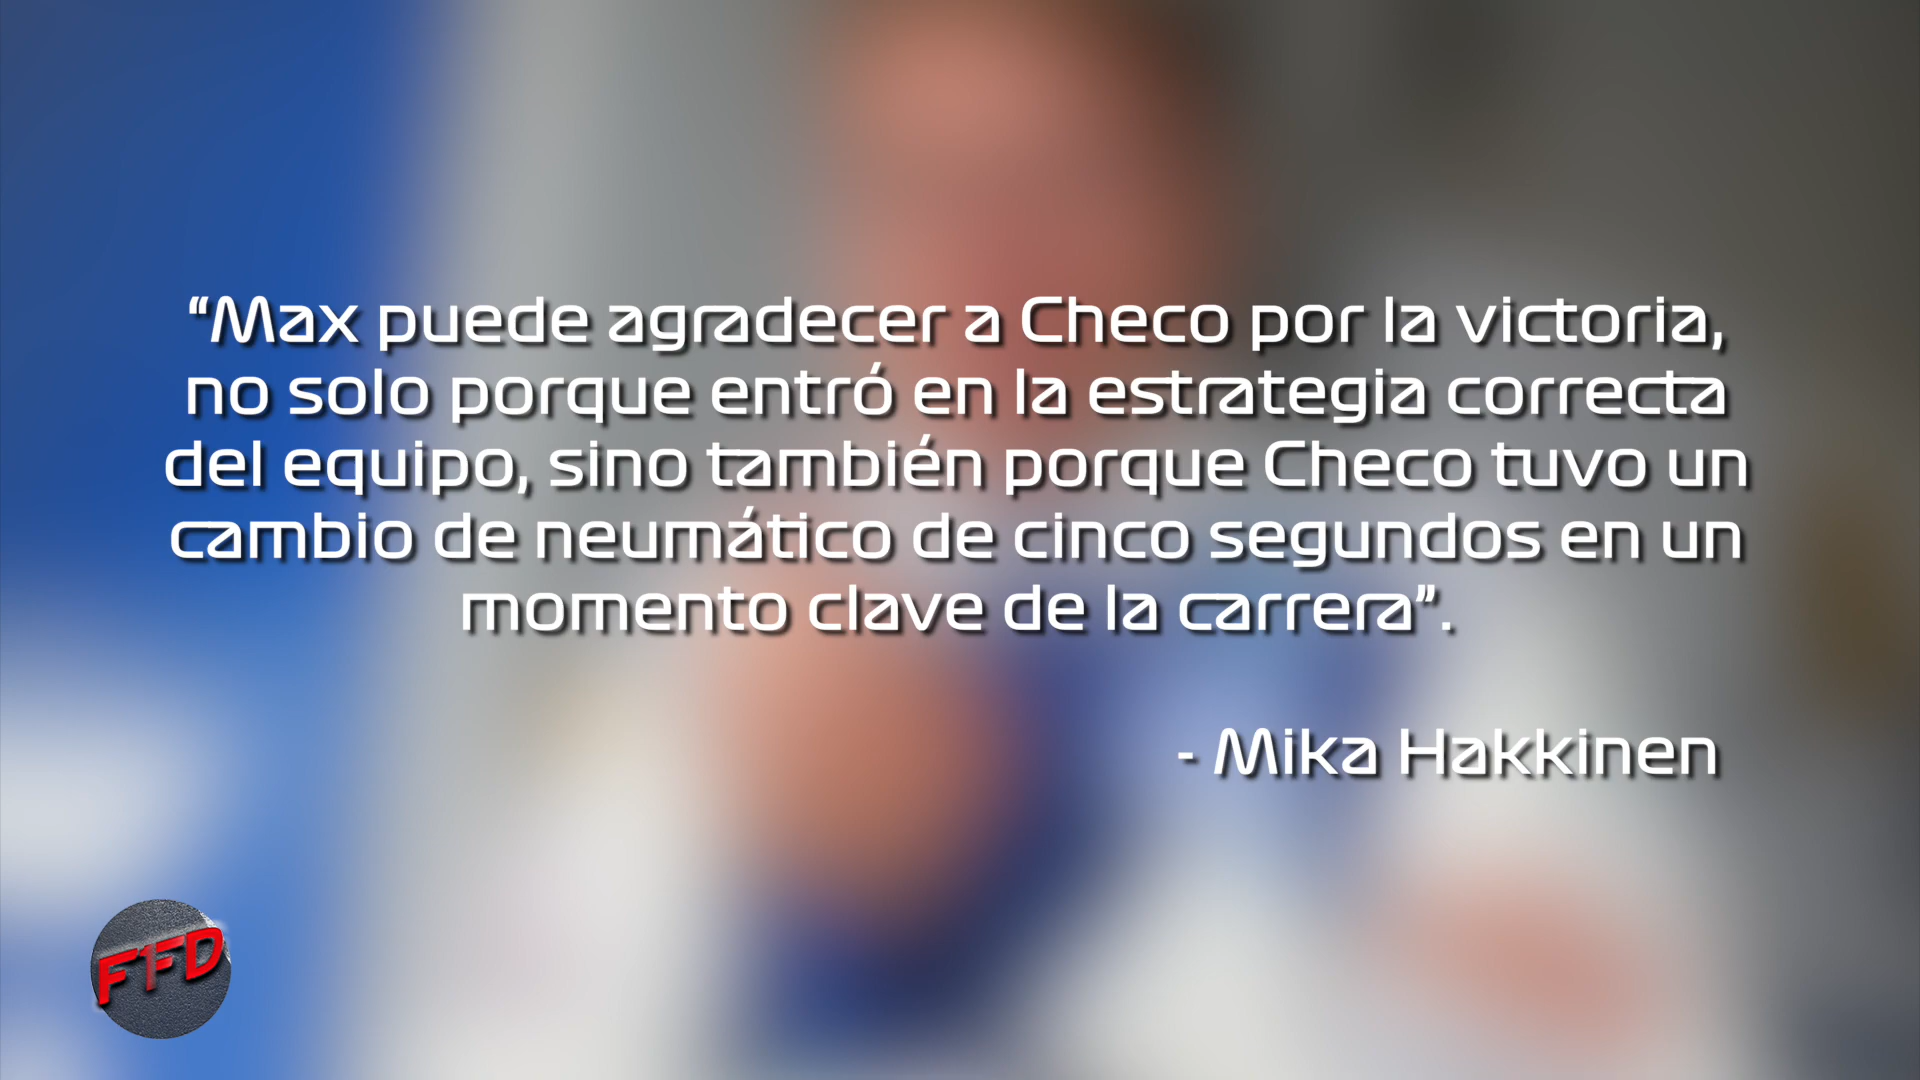 “Max puede agradecer a Checo por la victoria,
no solo porque entró en la estrategia correcta
del equipo, sino también porque Checo tuvo un
cambio de neumático de cinco segundos en un
momento clave de la carrera”.
- Mika Hakkinen
F1FD